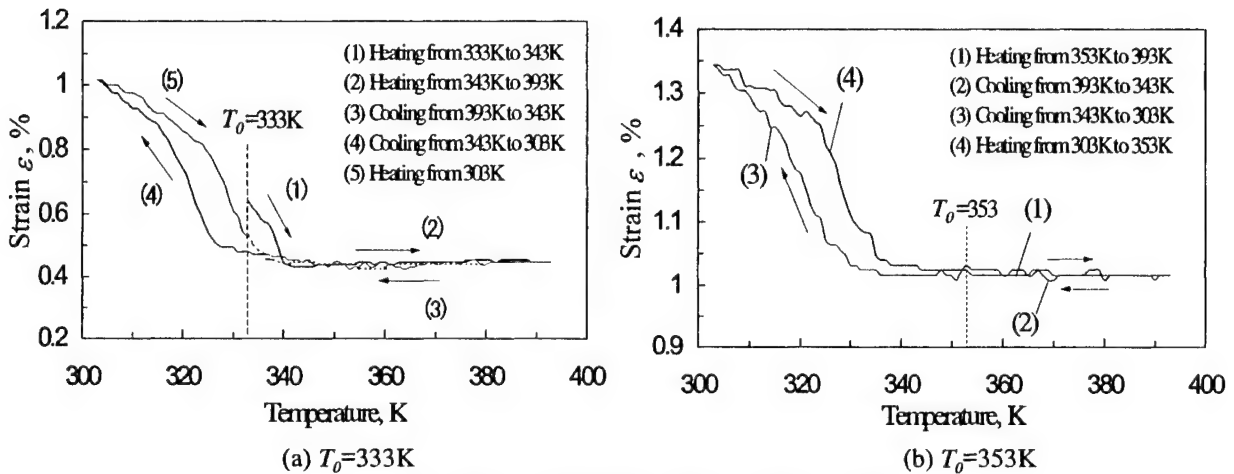 1.2
1
0.8
0.6
0.4
0.2
Strain ε, %
(1) Heating from 333K to 343K
(2) Heating from 343K to 393K
(3) Cooling from 393K to 343K
(4) Cooling from 343K to 303K
(5) Heating from 303K
(5)
T0=333K
(1)
(4)
(2)
(3)
300 320 340 360 380 400
Temperature, K
(a) T0=333K
1.4
1.3
1.2
1.1
1
0.9
Strain ε, %
(1) Heating from 353K to 393K
(2) Cooling from 393K to 343K
(3) Cooling from 343K to 303K
(4) Heating from 303K to 353K
(4)
(3)
T0=353
(1)
(2)
300 320 340 360 380 400
Temperature, K
(b) T0=353K